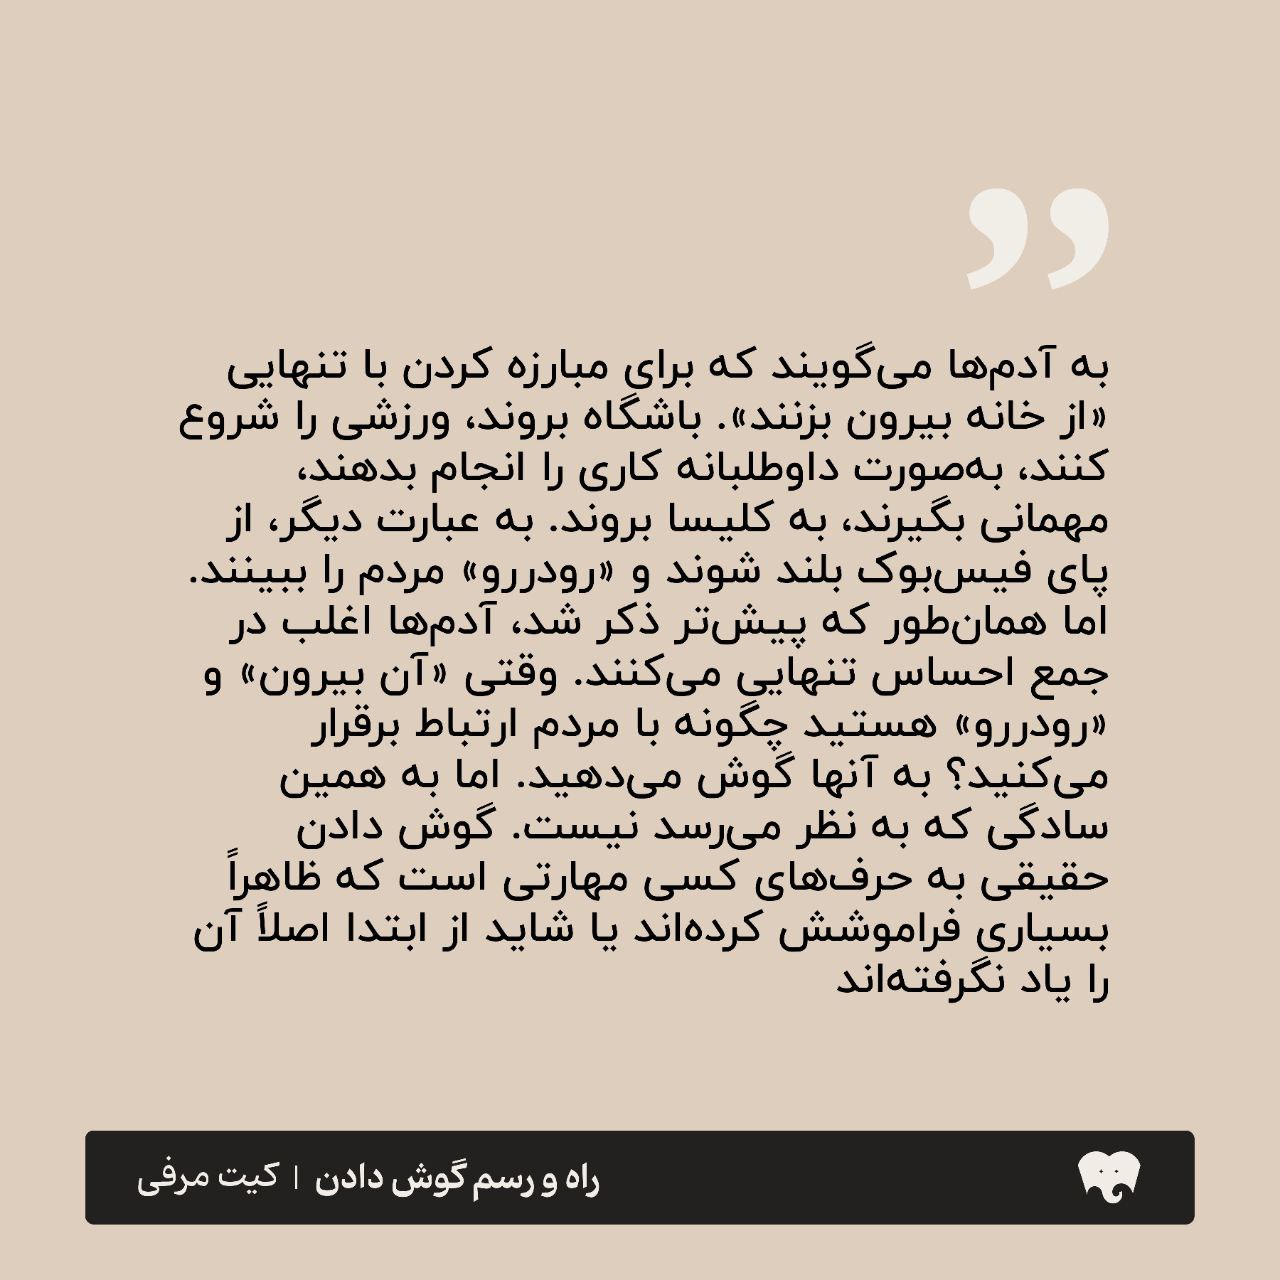 به آدم‌ها می‌گویند که برای مبارزه کردن با تنهایی
«از خانه بیرون بزنند». باشگاه بروند، ورزشی را شروع
کنند، به‌صورت داوطلبانه کاری را انجام بدهند،
مهمانی بگیرند، به کلیسا بروند. به عبارت دیگر، از
پای فیس‌بوک بلند شوند و «رودررو» مردم را ببینند.
اما همان‌طور که پیش‌تر ذکر شد، آدم‌ها اغلب در
جمع احساس تنهایی می‌کنند. وقتی «آن بیرون» و
«رودررو» هستید چگونه با مردم ارتباط برقرار
می‌کنید؟ به آنها گوش می‌دهید. اما به همین
سادگی که به نظر می‌رسد نیست. گوش دادن
حقیقی به حرف‌های کسی مهارتی است که ظاهراً
بسیاری فراموشش کرده‌اند یا شاید از ابتدا اصلاً آن
را یاد نگرفته‌اند
راه و رسم گوش دادن | کیت مرفی